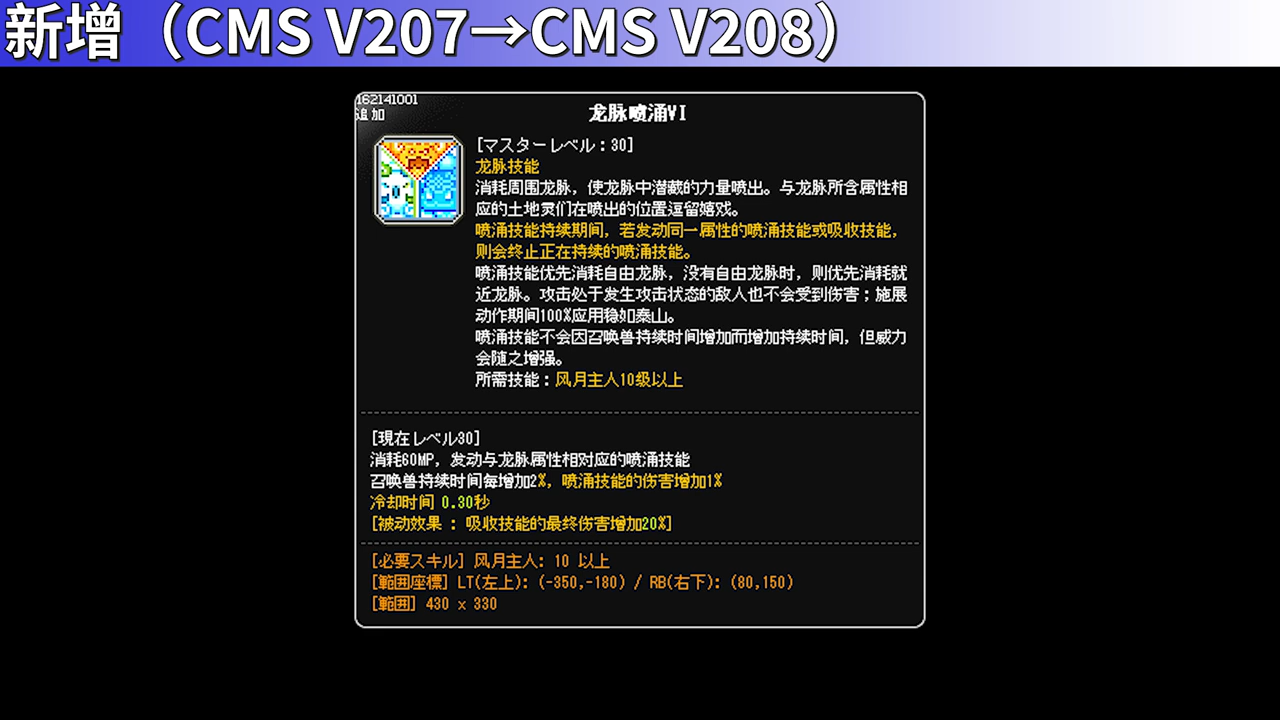 新增（CMS V207→CMS V208）
162141001
追加
龙脉喷涌VI
[マスターレベル：30]
龙脉技能
消耗周围龙脉，使龙脉中潜藏的力量喷出。与龙脉所含属性相
应的土地灵们在喷出的位置逗留嬉戏。
喷涌技能持续期间，若发动同一属性的喷涌技能或吸收技能，
则会终止正在持续的喷涌技能。
喷涌技能优先消耗自由龙脉，没有自由龙脉时，则优先消耗就
近龙脉。攻击处于发生攻击状态的敌人也不会受到伤害；施展
动作期间100%应用稳如泰山。
喷涌技能不会因召唤兽持续时间增加而增加持续时间，但威力
会随之增强。
所需技能：风月主人10级以上
[現在レベル30]
消耗60MP，发动与龙脉属性相对应的喷涌技能
召唤兽持续时间每增加2%，喷涌技能的伤害增加1%
冷却时间 0.30秒
[被动效果 ： 吸收技能的最终伤害增加20%]
[必要スキル] 风月主人: 10 以上
[範囲座標] LT(左上): (-350,-180) / RB(右下): (80,150)
[範囲] 430 x 330